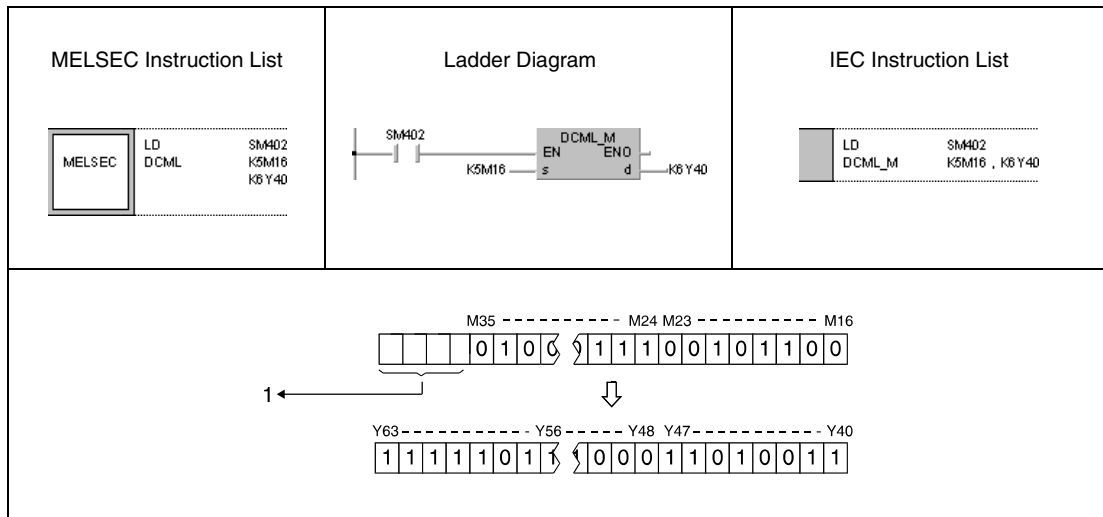 MELSEC Instruction List
Ladder Diagram
IEC Instruction List
MELSEC
LD SM402
DCML K5M16
K6Y40
SM402
DCML_M
EN ENO
K5M16 s d K6Y40
LD SM402
DCML_M K5M16 , K6Y40
M35 M24 M23 M16
0 1 0 0 0 1 1 1 0 0 1 0 1 1 0 0
1
Y63 Y56 Y48 Y47 Y40
1 1 1 1 1 0 1 1 1 0 0 0 1 1 0 1 0 0 1 1